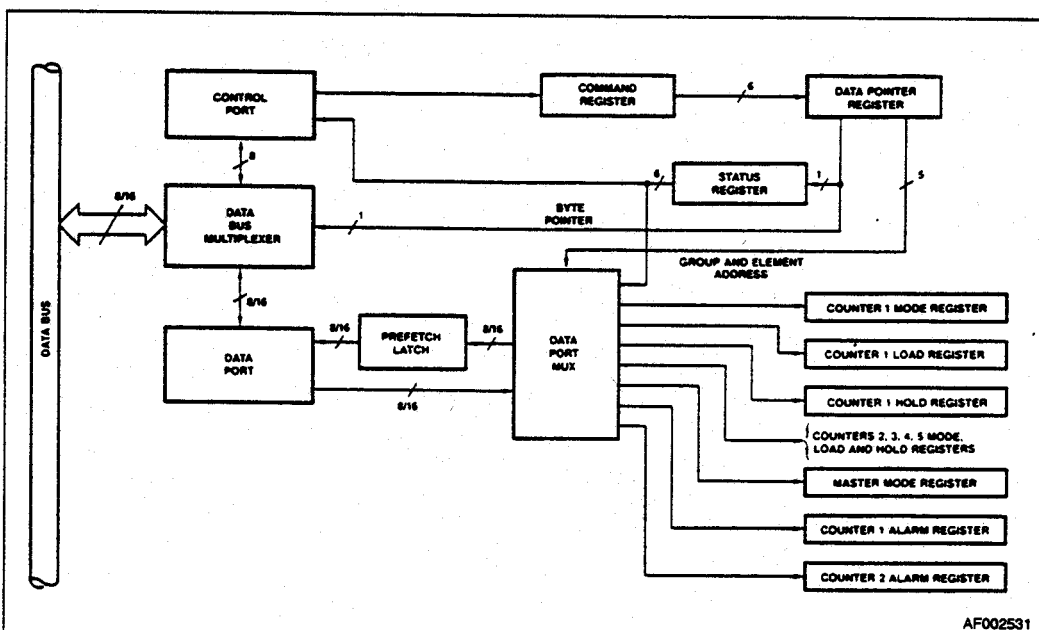 CONTROL
PORT
COMMAND
REGISTER
6
DATA POINTER
REGISTER
8
6
STATUS
REGISTER
1
5
8/16
DATA
BUS
MULTIPLEXER
1
BYTE
POINTER
GROUP AND ELEMENT
ADDRESS
8/16
DATA BUS
DATA
PORT
8/16
PREFETCH
LATCH
8/16
8/16
DATA
PORT
MUX
COUNTER 1 MODE REGISTER
COUNTER 1 LOAD REGISTER
COUNTER 1 HOLD REGISTER
COUNTERS 2, 3, 4, 5 MODE,
LOAD AND HOLD REGISTERS
MASTER MODE REGISTER
COUNTER 1 ALARM REGISTER
COUNTER 2 ALARM REGISTER
AF002531